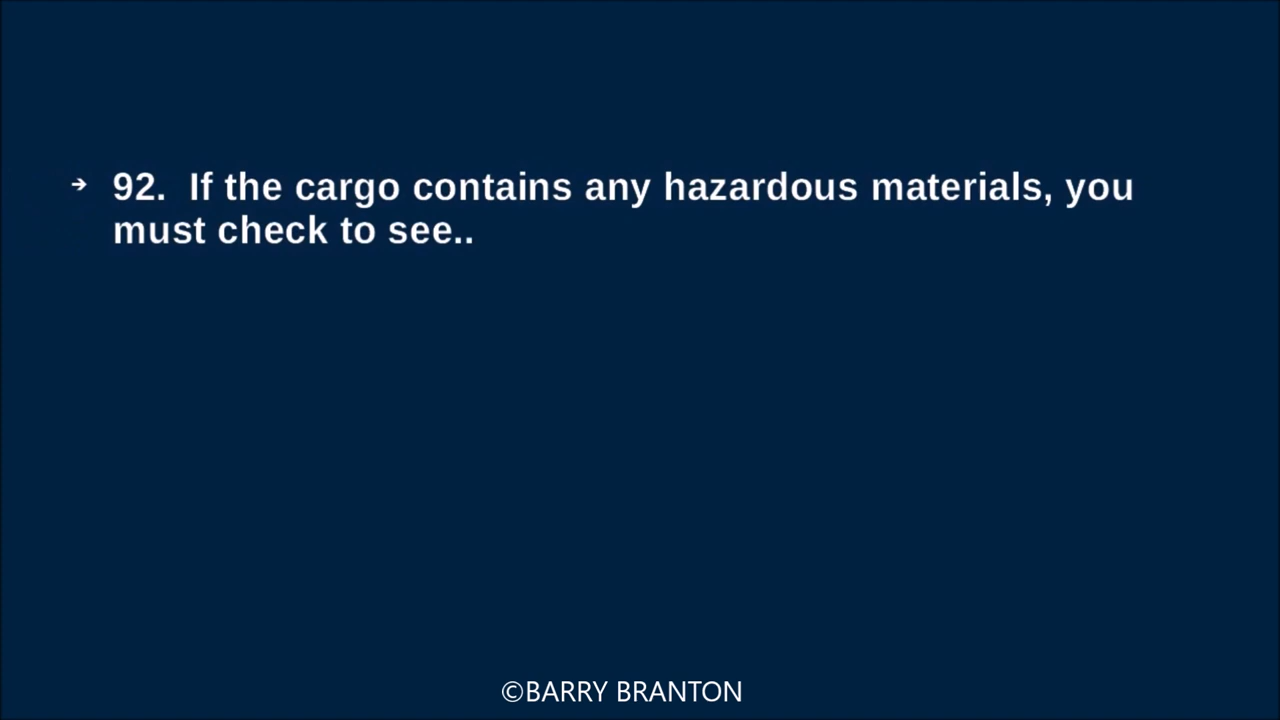 ➔ 92.  If the cargo contains any hazardous materials, you
must check to see..
©BARRY BRANTON